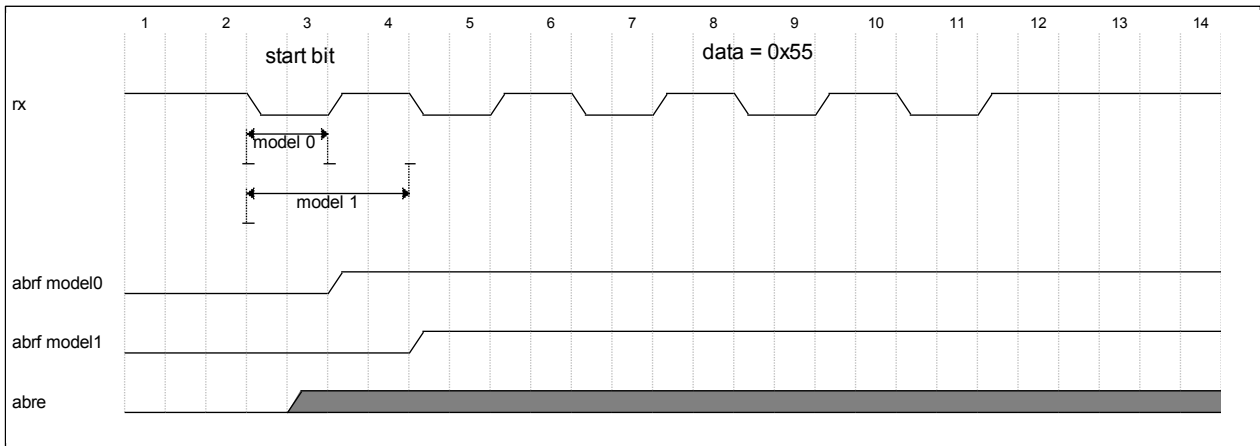 1 2 3 4 5 6 7 8 9 10 11 12 13 14
start bit data = 0x55
rx
model 0
model 1
abrf model0
abrf model1
abre